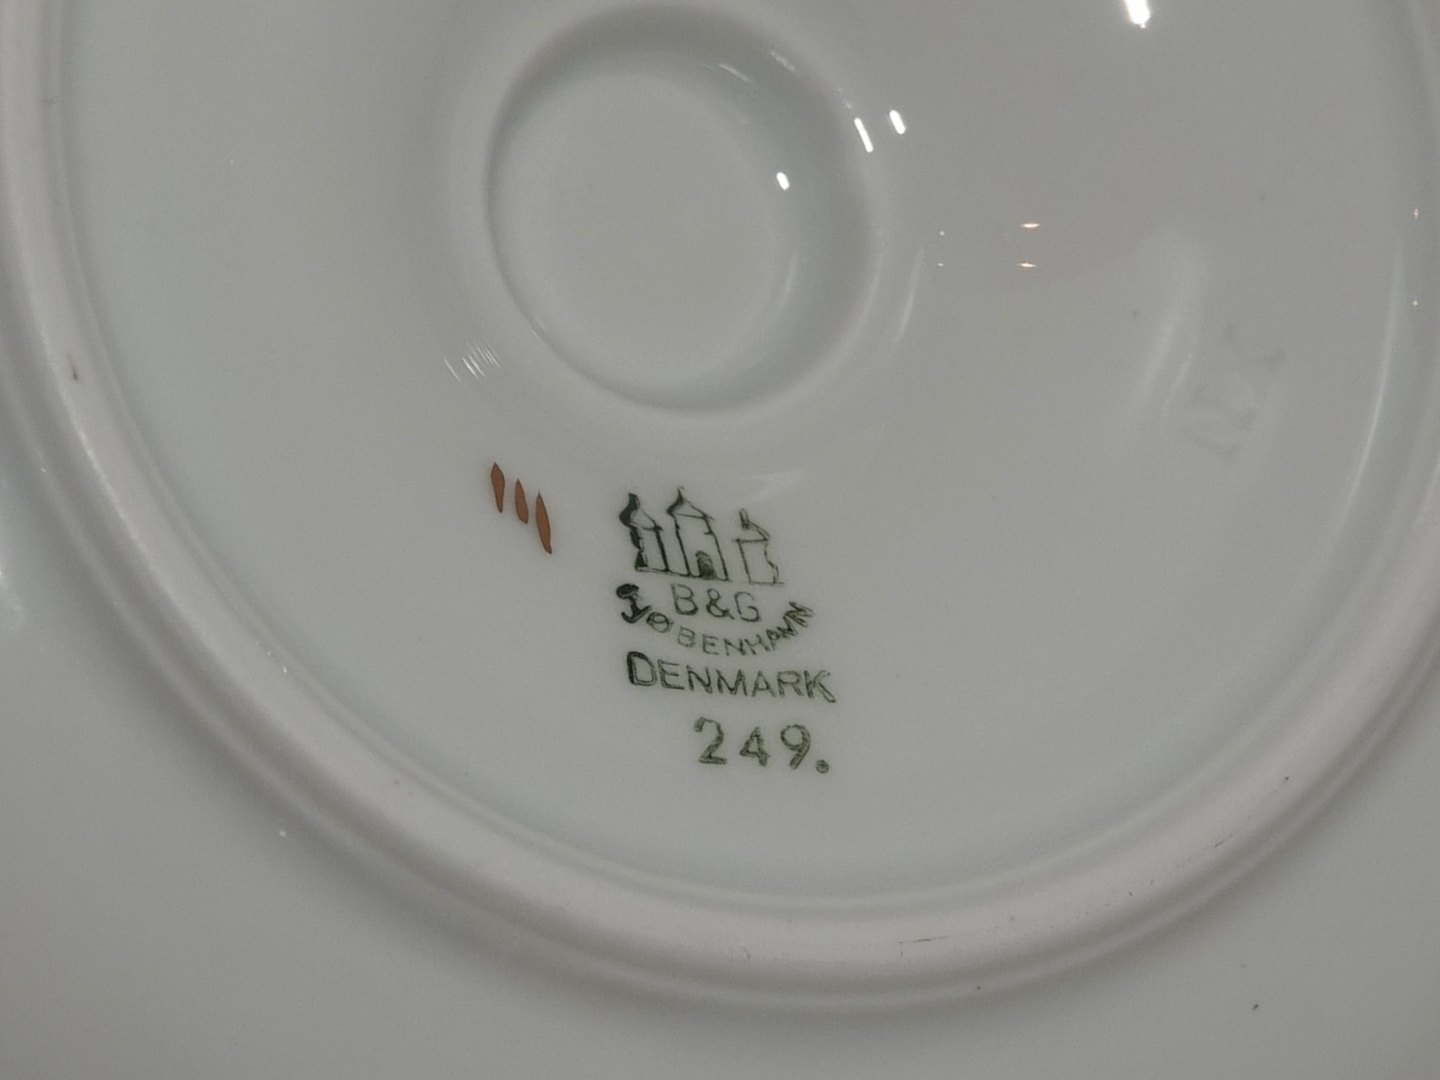 B&G
KØBENHAVN
DENMARK
249.